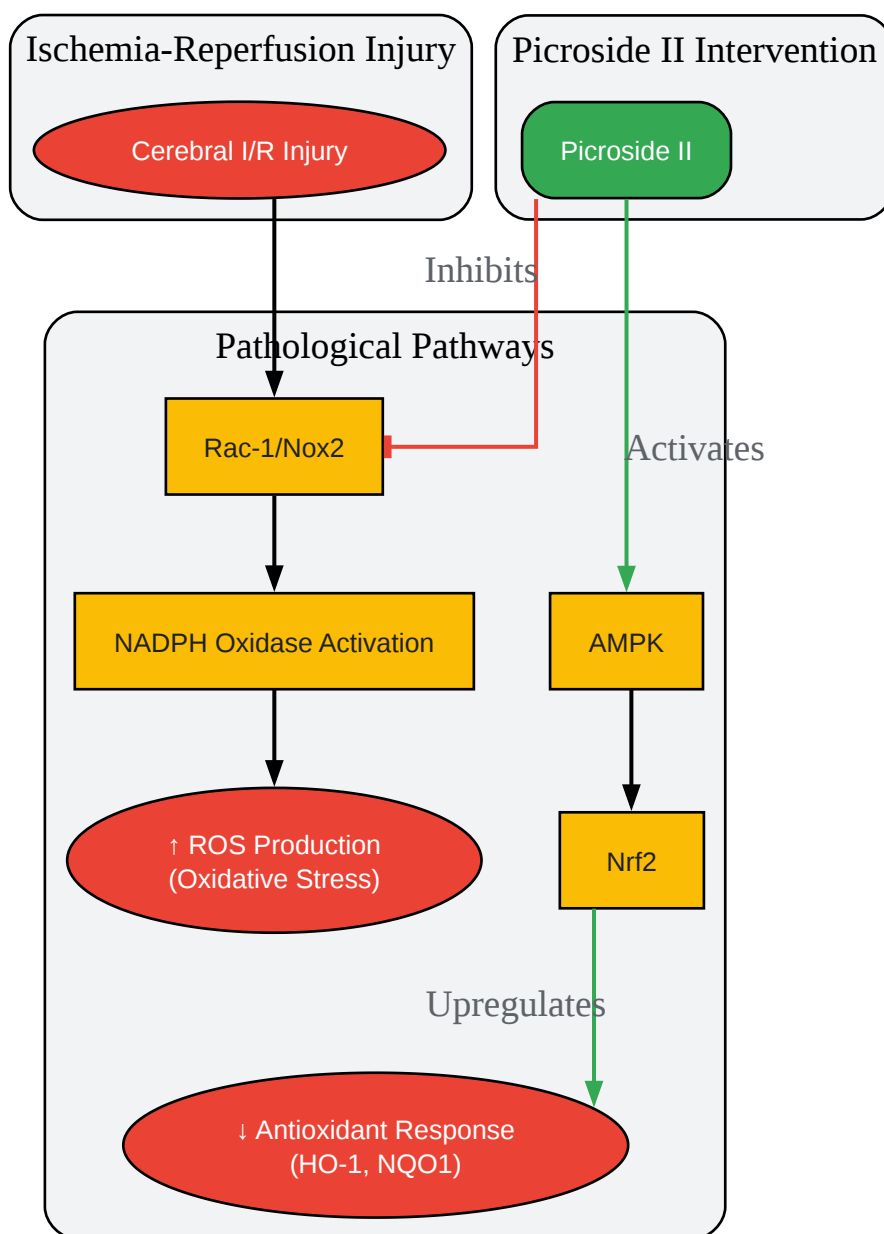 Ischemia-Reperfusion Injury
Picroside II Intervention
Cerebral I/R Injury
Picroside II
Inhibits
Pathological Pathways
Rac-1/Nox2
Activates
NADPH Oxidase Activation
AMPK
↑ ROS Production
(Oxidative Stress)
Nrf2
Upregulates
↓ Antioxidant Response
(HO-1, NQO1)